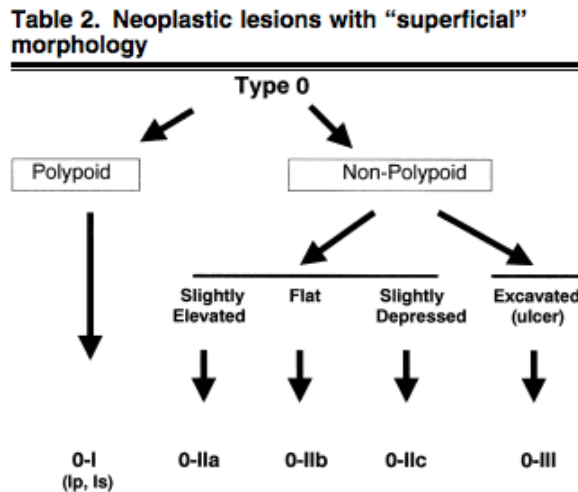 Table 2. Neoplastic lesions with “superficial”
morphology
Type 0
Polypoid
Non-Polypoid
Slightly
Elevated
Flat
Slightly
Depressed
Excavated
(ulcer)
0-I
(Ip, Is)
0-IIa
0-IIb
0-IIc
0-III